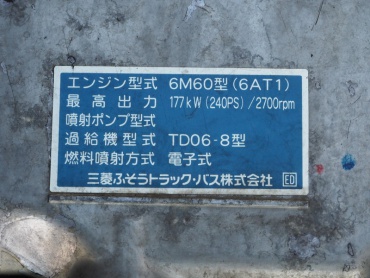 エンジン型式 6M60型(6AT1)
最高出力 177kW(240PS)/2700rpm
噴射ポンプ型式
過給機型式 TD06-8型
燃料噴射方式 電子式
三菱ふそうトラック・バス株式会社 ED